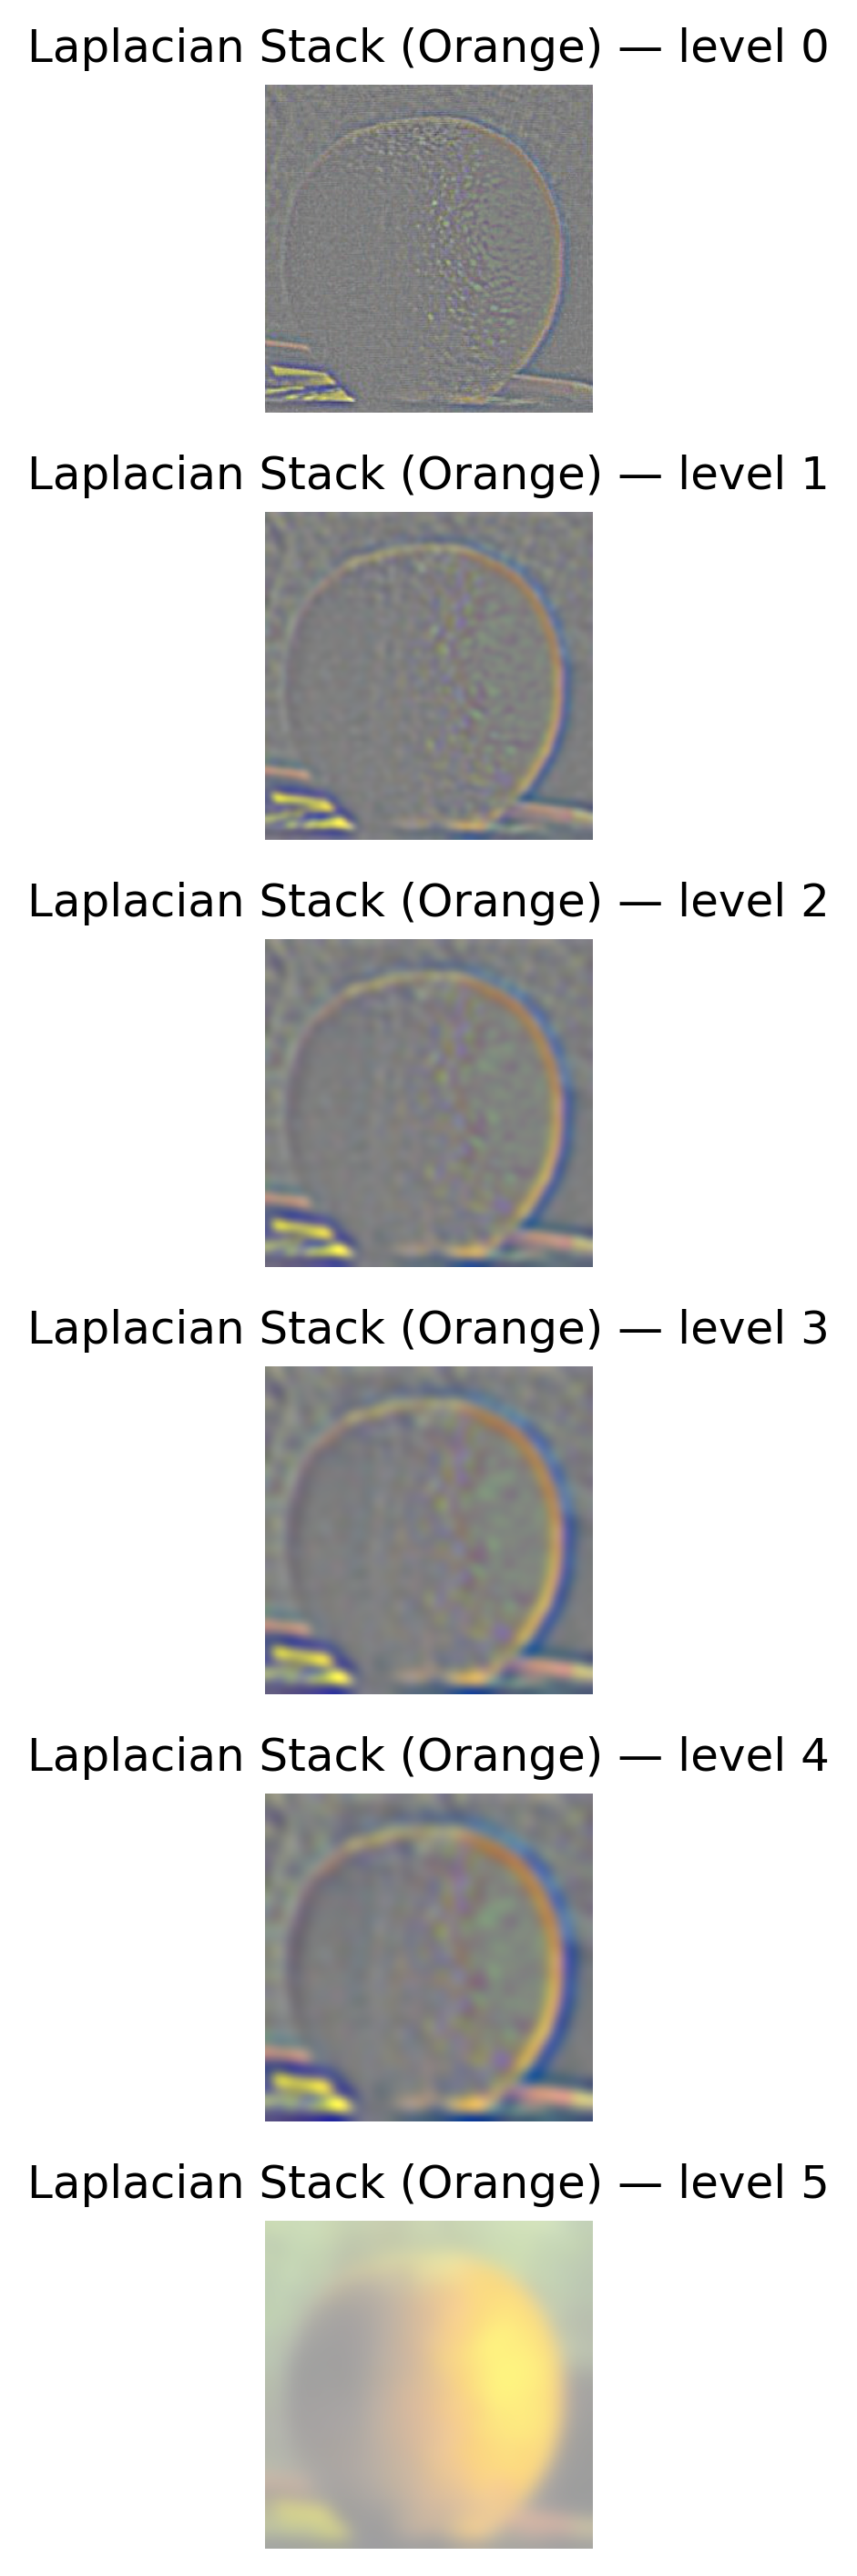 Laplacian Stack (Orange) — level 0
Laplacian Stack (Orange) — level 1
Laplacian Stack (Orange) — level 2
Laplacian Stack (Orange) — level 3
Laplacian Stack (Orange) — level 4
Laplacian Stack (Orange) — level 5